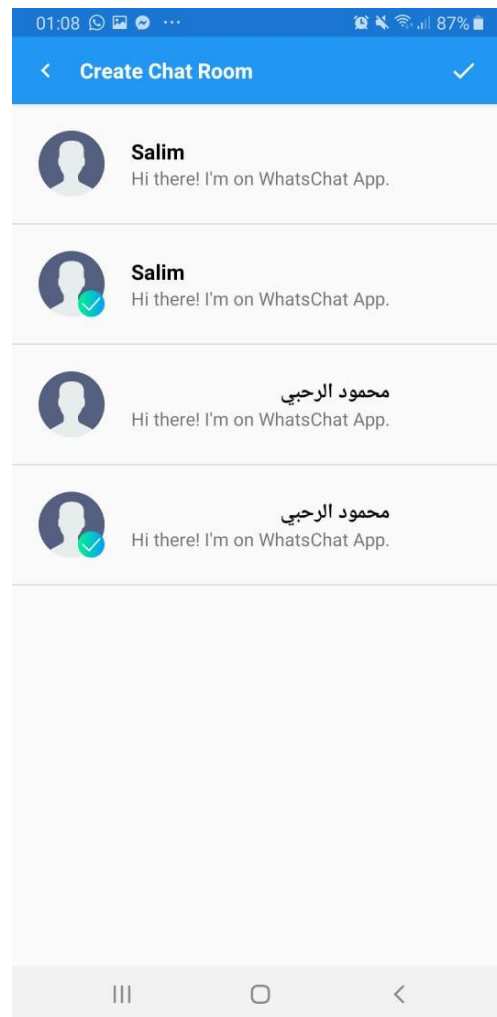 01:08 87%
Create Chat Room
Salim
Hi there! I'm on WhatsChat App.
Salim
Hi there! I'm on WhatsChat App.
محمود الرحبي
Hi there! I'm on WhatsChat App.
محمود الرحبي
Hi there! I'm on WhatsChat App.